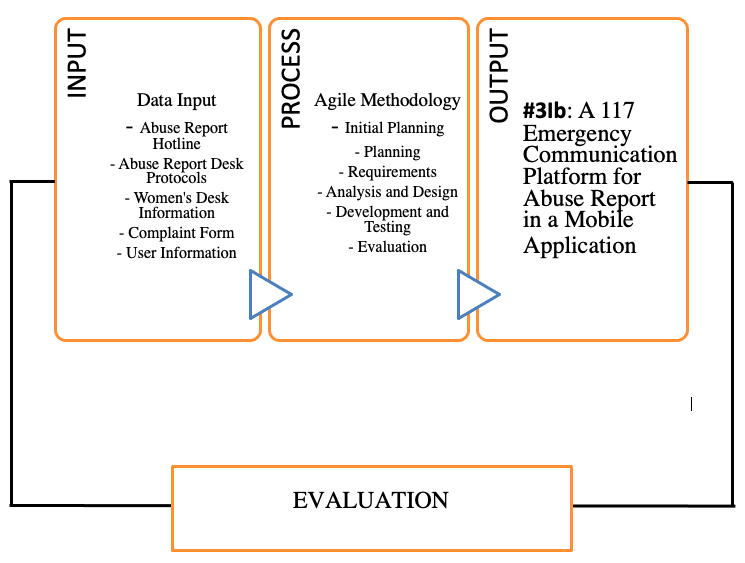 INPUT
Data Input
- Abuse Report
Hotline
- Abuse Report Desk
Protocols
- Women's Desk
Information
- Complaint Form
- User Information
PROCESS
Agile Methodology
- Initial Planning
- Planning
- Requirements
- Analysis and Design
- Development and
Testing
- Evaluation
OUTPUT
#3Ib: A 117
Emergency
Communication
Platform for
Abuse Report
in a Mobile
Application
EVALUATION